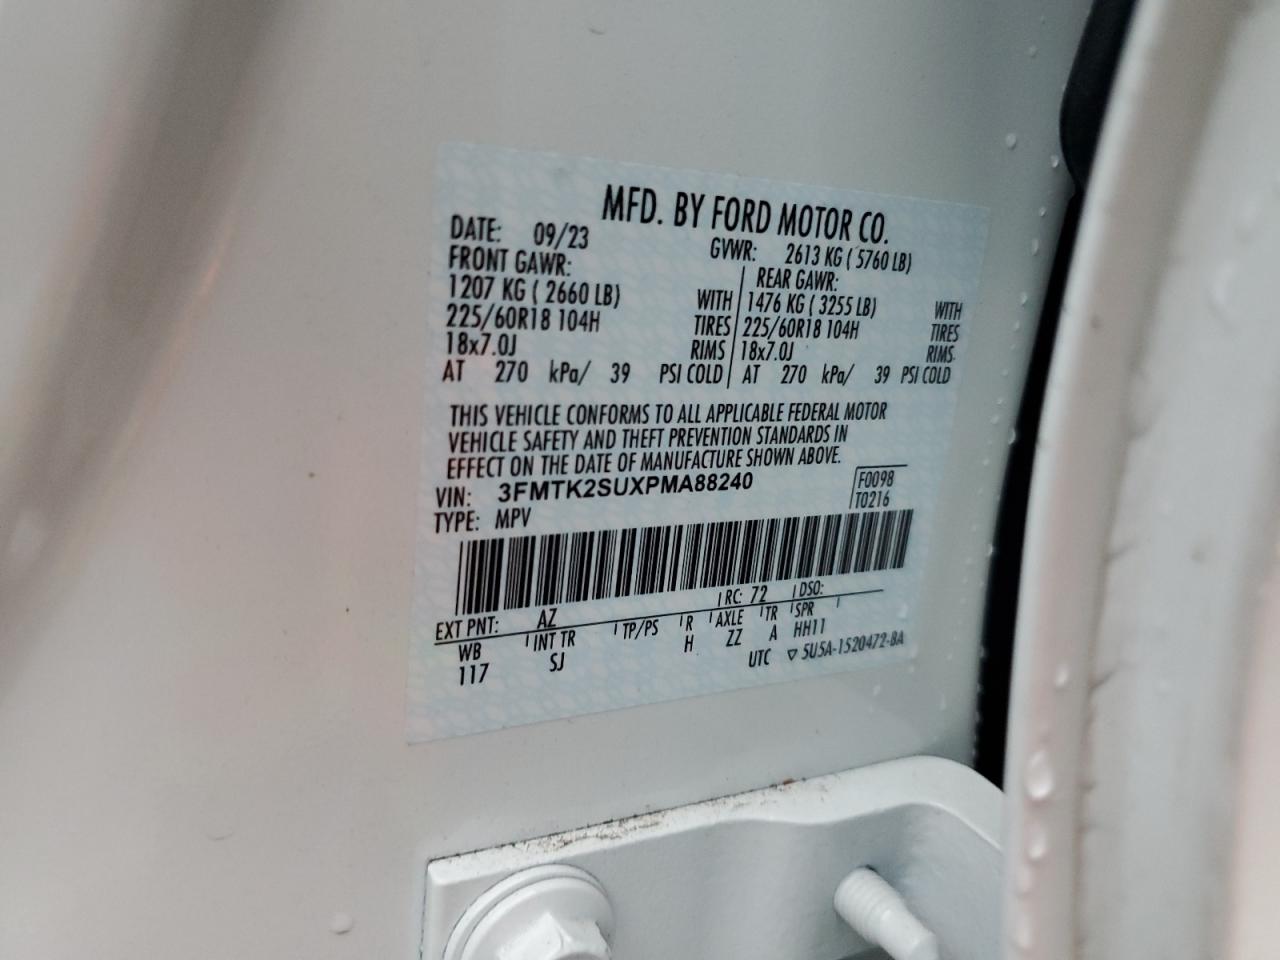 MFD. BY FORD MOTOR CO.
DATE: 09/23 GVWR: 2613 KG ( 5760 LB)
FRONT GAWR: REAR GAWR:
1207 KG ( 2660 LB) WITH 1476 KG ( 3255 LB) WITH
225/60R18 104H TIRES 225/60R18 104H TIRES
18x7.0J RIMS 18x7.0J RIMS
AT 270 kPa/ 39 PSI COLD AT 270 kPa/ 39 PSI COLD
THIS VEHICLE CONFORMS TO ALL APPLICABLE FEDERAL MOTOR
VEHICLE SAFETY AND THEFT PREVENTION STANDARDS IN
EFFECT ON THE DATE OF MANUFACTURE SHOWN ABOVE.
VIN: 3FMTK2SUXPMA88240 F0098
TYPE: MPV T0216
EXT PNT: AZ RC: 72 DSO:
WB INT TR TP/PS R AXLE TR SPR
117 SJ H ZZ A HH11
UTC ▽ 5U5A-1520472-BA